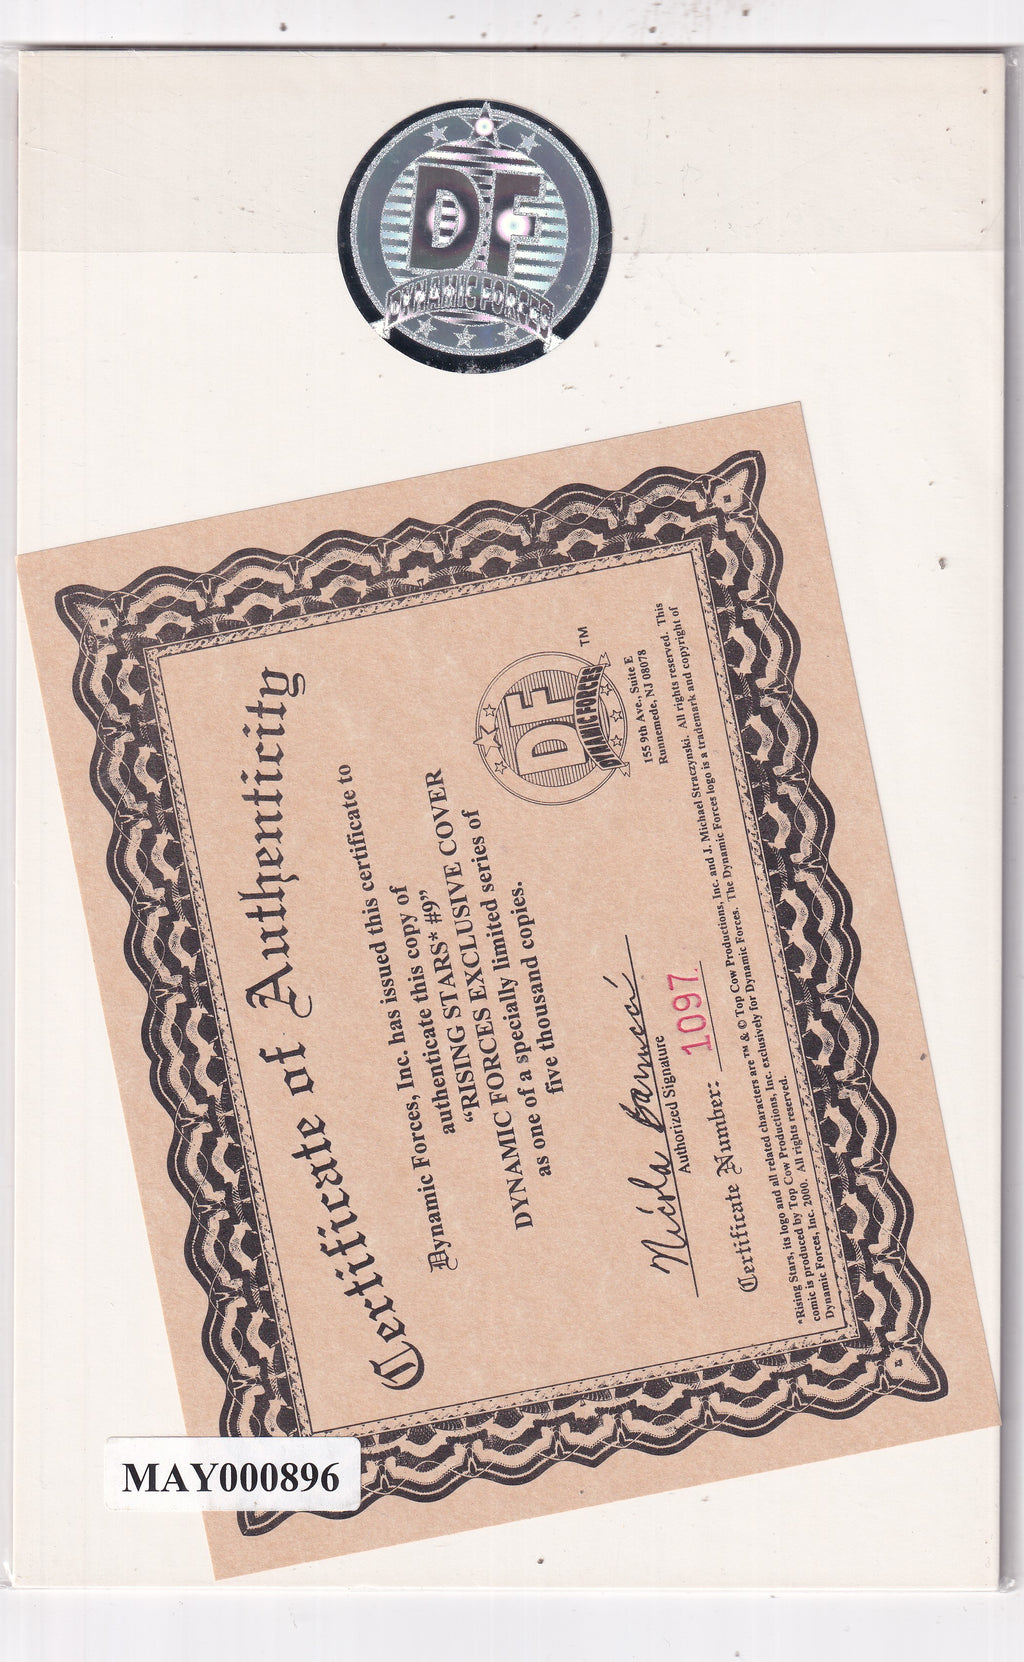 DF
DYNAMIC FORCES
Certificate of Authenticity
Dynamic Forces, Inc. has issued this certificate to
authenticate this copy of
“RISING STARS* #9”
DYNAMIC FORCES EXCLUSIVE COVER
as one of a specially limited series of
five thousand copies.
Nicola Barrucci
Authorized Signature
Certificate Number: 1097
DF
DYNAMIC FORCES
TM
155 9th Ave., Suite E
Runnemede, NJ 08078
*Rising Stars, its logo and all related characters are ™ & © Top Cow Productions, Inc. and J. Michael Straczynski. All rights reserved. This
comic is produced by Top Cow Productions, Inc. exclusively for Dynamic Forces. The Dynamic Forces logo is a trademark and copyright of
Dynamic Forces, Inc. 2000. All rights reserved.
MAY000896